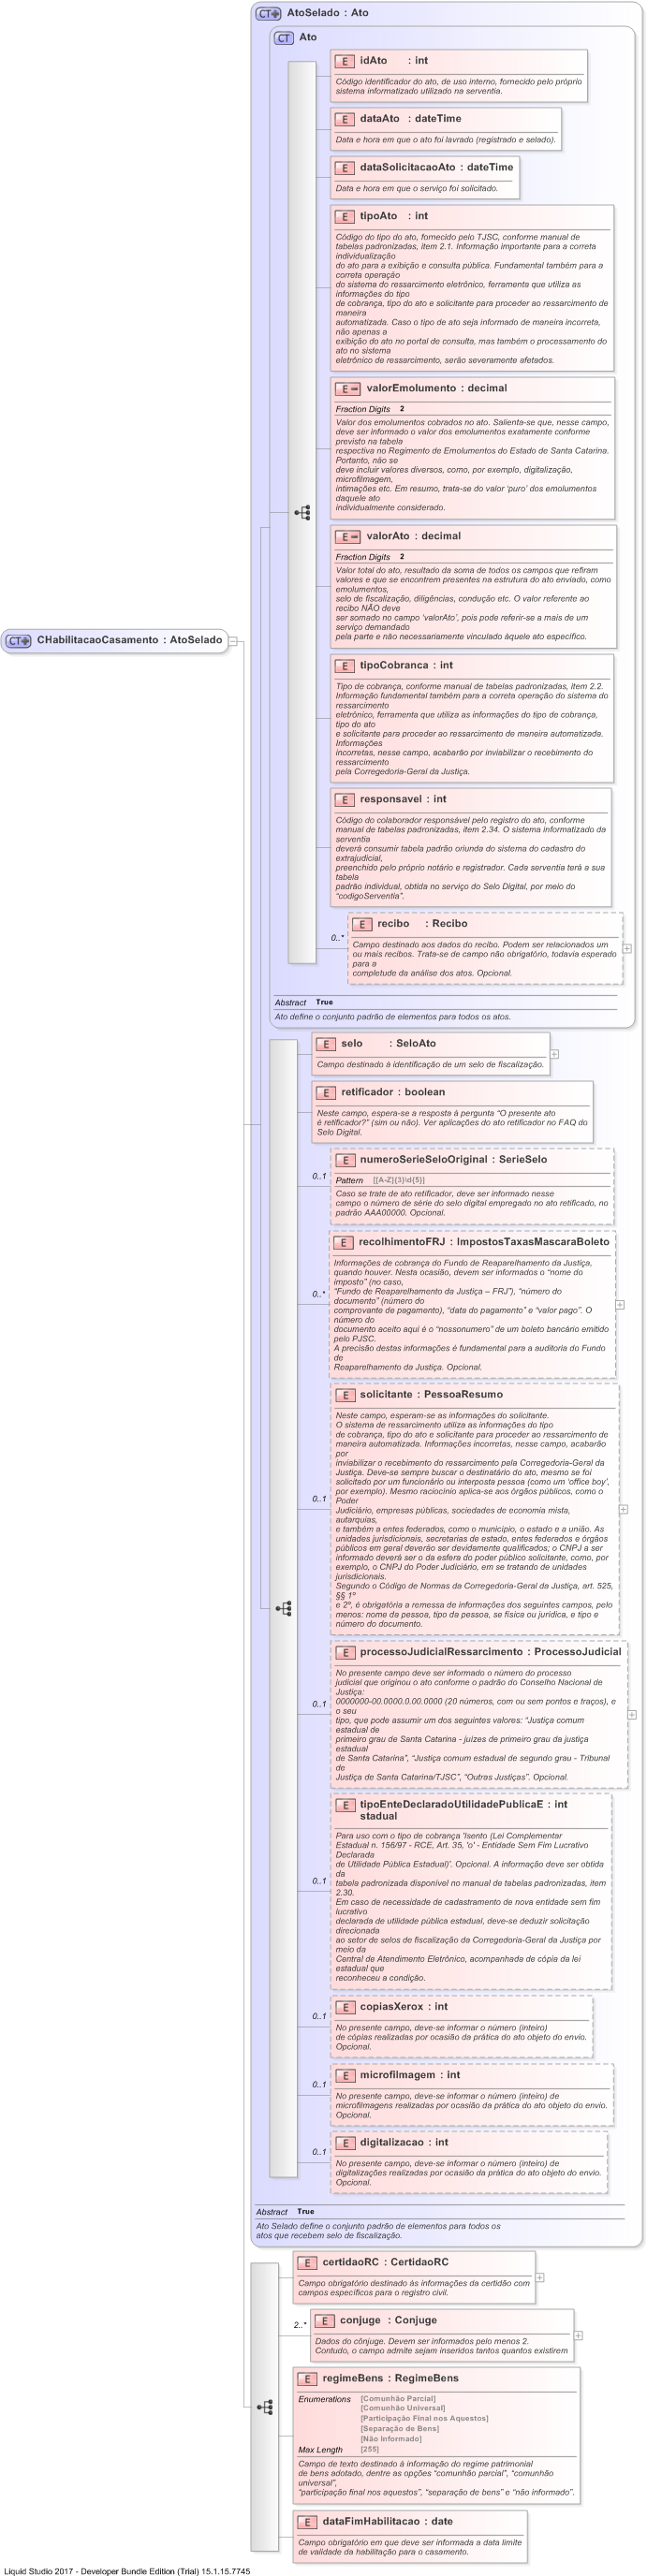 CT AtoSelado : Ato
CT Ato
E idAto : int
Código identificador do ato, de uso interno, fornecido pelo próprio
sistema informatizado utilizado na serventia.
E dataAto : dateTime
Data e hora em que o ato foi lavrado (registrado e selado).
E dataSolicitacaoAto : dateTime
Data e hora em que o serviço foi solicitado.
E tipoAto : int
Código do tipo do ato, fornecido pelo TJSC, conforme manual de
tabelas padronizadas, item 2.1. Informação importante para a correta
individualização
do ato para a exibição e consulta pública. Fundamental também para a
correta operação
do sistema do ressarcimento eletrônico, ferramenta que utiliza as
informações do tipo
de cobrança, tipo do ato e solicitante para proceder ao ressarcimento de
maneira
automatizada. Caso o tipo de ato seja informado de maneira incorreta,
não apenas a
exibição do ato no portal de consulta, mas também o processamento do
ato no sistema
eletrônico de ressarcimento, serão severamente afetados.
E valorEmolumento : decimal
Fraction Digits 2
Valor dos emolumentos cobrados no ato. Salienta-se que, nesse campo,
deve ser informado o valor dos emolumentos exatamente conforme
previsto na tabela
respectiva no Regimento de Emolumentos do Estado de Santa Catarina.
Portanto, não se
deve incluir valores diversos, como, por exemplo, digitalização,
microfilmagem,
intimações etc. Em resumo, trata-se do valor ‘puro’ dos emolumentos
daquele ato
individualmente considerado.
E valorAto : decimal
Fraction Digits 2
Valor total do ato, resultado da soma de todos os campos que refiram
valores e que se encontrem presentes na estrutura do ato enviado, como
emolumentos,
selo de fiscalização, diligências, condução etc. O valor referente ao
recibo NÃO deve
ser somado no campo ‘valorAto’, pois pode referir-se a mais de um
serviço demandado
pela parte e não necessariamente vinculado àquele ato específico.
CT CHabilitacaoCasamento : AtoSelado
E tipoCobranca : int
Tipo de cobrança, conforme manual de tabelas padronizadas, item 2.2.
Informação fundamental também para a correta operação do sistema do
ressarcimento
eletrônico, ferramenta que utiliza as informações do tipo de cobrança,
tipo do ato
e solicitante para proceder ao ressarcimento de maneira automatizada.
Informações
incorretas, nesse campo, acabarão por inviabilizar o recebimento do
ressarcimento
pela Corregedoria-Geral da Justiça.
E responsavel : int
Código do colaborador responsável pelo registro do ato, conforme
manual de tabelas padronizadas, item 2.34. O sistema informatizado da
serventia
deverá consumir tabela padrão oriunda do sistema do cadastro do
extrajudicial,
preenchido pelo próprio notário e registrador. Cada serventia terá a sua
tabela
padrão individual, obtida no serviço do Selo Digital, por meio do
“codigoServentia”.
E recibo : Recibo
0..*
Campo destinado aos dados do recibo. Podem ser relacionados um
ou mais recibos. Trata-se de campo não obrigatório, todavia esperado
para a
completude da análise dos atos. Opcional.
Abstract True
Ato define o conjunto padrão de elementos para todos os atos.
E selo : SeloAto
Campo destinado à identificação de um selo de fiscalização.
E retificador : boolean
Neste campo, espera-se a resposta à pergunta “O presente ato
é retificador?” (sim ou não). Ver aplicações do ato retificador no FAQ do
Selo Digital.
E numeroSerieSeloOriginal : SerieSelo
0..1
Pattern [[A-Z]{3}\d{5}]
Caso se trate de ato retificador, deve ser informado nesse
campo o número de série do selo digital empregado no ato retificado, no
padrão AAA00000. Opcional.
E recolhimentoFRJ : ImpostosTaxasMascaraBoleto
0..*
Informações de cobrança do Fundo de Reaparelhamento da Justiça,
quando houver. Nesta ocasião, devem ser informados o “nome do
imposto” (no caso,
“Fundo de Reaparelhamento da Justiça – FRJ”), “número do
documento” (número do
comprovante de pagamento), “data do pagamento” e “valor pago”. O
número do
documento aceito aqui é o “nossonumero” de um boleto bancário emitido
pelo PJSC.
A precisão destas informações é fundamental para a auditoria do Fundo
de
Reaparelhamento da Justiça. Opcional.
E solicitante : PessoaResumo
0..1
Neste campo, esperam-se as informações do solicitante.
O sistema de ressarcimento utiliza as informações do tipo
de cobrança, tipo do ato e solicitante para proceder ao ressarcimento de
maneira automatizada. Informações incorretas, nesse campo, acabarão
por
inviabilizar o recebimento do ressarcimento pela Corregedoria-Geral da
Justiça. Deve-se sempre buscar o destinatário do ato, mesmo se foi
solicitado por um funcionário ou interposta pessoa (como um ‘office boy’,
por exemplo). Mesmo raciocínio aplica-se aos órgãos públicos, como o
Poder
Judiciário, empresas públicas, sociedades de economia mista,
autarquias,
e também a entes federados, como o município, o estado e a união. As
unidades jurisdicionais, secretarias de estado, entes federados e órgãos
públicos em geral deverão ser devidamente qualificados; o CNPJ a ser
informado deverá ser o da esfera do poder público solicitante, como, por
exemplo, o CNPJ do Poder Judiciário, em se tratando de unidades
jurisdicionais.
Segundo o Código de Normas da Corregedoria-Geral da Justiça, art. 525,
§§ 1º
e 2º, é obrigatória a remessa de informações dos seguintes campos, pelo
menos: nome da pessoa, tipo da pessoa, se física ou jurídica, e tipo e
número do documento.
E processoJudicialRessarcimento : ProcessoJudicial
0..1
No presente campo deve ser informado o número do processo
judicial que originou o ato conforme o padrão do Conselho Nacional de
Justiça:
0000000-00.0000.0.00.0000 (20 números, com ou sem pontos e traços), e
o seu
tipo, que pode assumir um dos seguintes valores: “Justiça comum
estadual de
primeiro grau de Santa Catarina - juízes de primeiro grau da justiça
estadual
de Santa Catarina”, “Justiça comum estadual de segundo grau - Tribunal
de
Justiça de Santa Catarina/TJSC”, “Outras Justiças”. Opcional.
E tipoEnteDeclaradoUtilidadePublicaE : int
stadual
0..1
Para uso com o tipo de cobrança 'Isento (Lei Complementar
Estadual n. 156/97 - RCE, Art. 35, 'o' - Entidade Sem Fim Lucrativo
Declarada
de Utilidade Pública Estadual)'. Opcional. A informação deve ser obtida
da
tabela padronizada disponível no manual de tabelas padronizadas, item
2.30.
Em caso de necessidade de cadastramento de nova entidade sem fim
lucrativo
declarada de utilidade pública estadual, deve-se deduzir solicitação
direcionada
ao setor de selos de fiscalização da Corregedoria-Geral da Justiça por
meio da
Central de Atendimento Eletrônico, acompanhada de cópia da lei
estadual que
reconheceu a condição.
E copiasXerox : int
0..1
No presente campo, deve-se informar o número (inteiro)
de cópias realizadas por ocasião da prática do ato objeto do envio.
Opcional.
E microfilmagem : int
0..1
No presente campo, deve-se informar o número (inteiro) de
microfilmagens realizadas por ocasião da prática do ato objeto do envio.
Opcional.
E digitalizacao : int
0..1
No presente campo, deve-se informar o número (inteiro) de
digitalizações realizadas por ocasião da prática do ato objeto do envio.
Opcional.
Abstract True
Ato Selado define o conjunto padrão de elementos para todos os
atos que recebem selo de fiscalização.
E certidaoRC : CertidaoRC
Campo obrigatório destinado às informações da certidão com
campos específicos para o registro civil.
E conjuge : Conjuge
2..*
Dados do cônjuge. Devem ser informados pelo menos 2.
Contudo, o campo admite sejam inseridos tantos quantos existirem
E regimeBens : RegimeBens
Enumerations [Comunhão Parcial]
[Comunhão Universal]
[Participação Final nos Aquestos]
[Separação de Bens]
[Não Informado]
Max Length [255]
Campo de texto destinado à informação do regime patrimonial
de bens adotado, dentre as opções “comunhão parcial”, “comunhão
universal”,
“participação final nos aquestos”, “separação de bens” e “não informado”.
E dataFimHabilitacao : date
Campo obrigatório em que deve ser informada a data limite
de validade da habilitação para o casamento.
Liquid Studio 2017 - Developer Bundle Edition (Trial) 15.1.15.7745